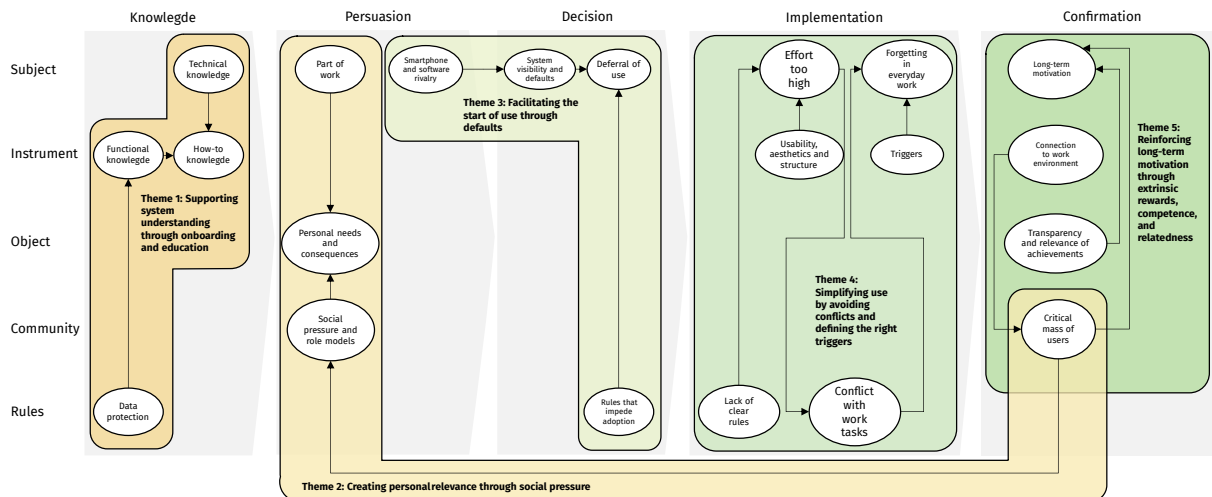 Knowlegde
Persuasion
Decision
Implementation
Confirmation
Subject
Instrument
Object
Community
Rules
Technical
knowledge
Functional
knowlegde
How-to
knowlegde
Theme 1: Supporting
system
understanding
through onboarding
and education
Data
protection
Part of
work
Personal needs and
consequences
Social
pressure and
role models
Smartphone
and software
rivalry
System
visibility and
defaults
Deferral of
use
Theme 3: Facilitating the
start of use through
defaults
Rules that
impede
adoption
Effort
too
high
Forgetting
in
everyday
work
Usability,
aesthetics and
structure
Triggers
Theme 4:
Simplifying use
by avoiding
conflicts and
defining the right
triggers
Lack of
clear
rules
Conflict
with
work
tasks
Long-term
motivation
Connection
to work
environment
Transparency
and relevance of
achievements
Critical
mass of
users
Theme 5:
Reinforcing
long-term
motivation
through
extrinsic
rewards,
competence,
and
relatedness
Theme 2: Creating personal relevance through social pressure